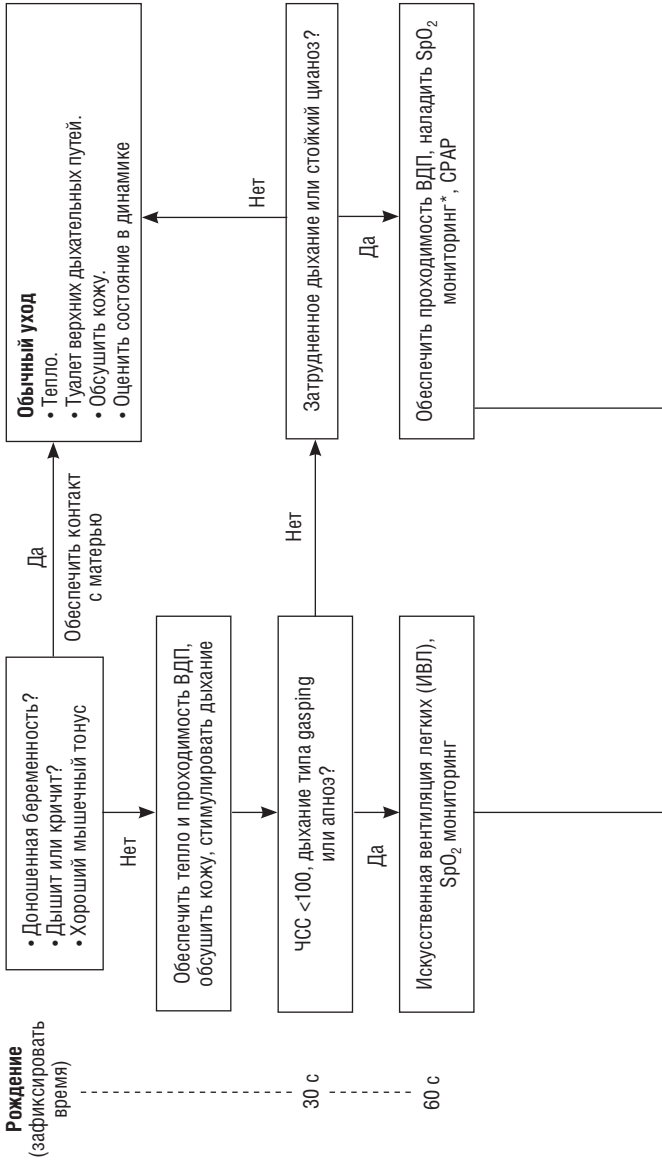 Рождение
(зафиксировать
время)
• Доношенная беременность?
• Дышит или кричит?
• Хороший мышечный тонус
Да
Обеспечить контакт
с матерью
Обычный уход
• Тепло.
• Туалет верхних дыхательных путей.
• Обсушить кожу.
• Оценить состояние в динамике
Нет
Обеспечить тепло и проходимость ВДП,
обсушить кожу, стимулировать дыхание
Нет
30 с
ЧСС <100, дыхание типа gasping
или апноэ?
Нет
Затрудненное дыхание или стойкий цианоз?
Да
Да
60 с
Искусственная вентиляция легких (ИВЛ),
SpO₂ мониторинг
Обеспечить проходимость ВДП, наладить SpO₂
мониторинг*, CPAP